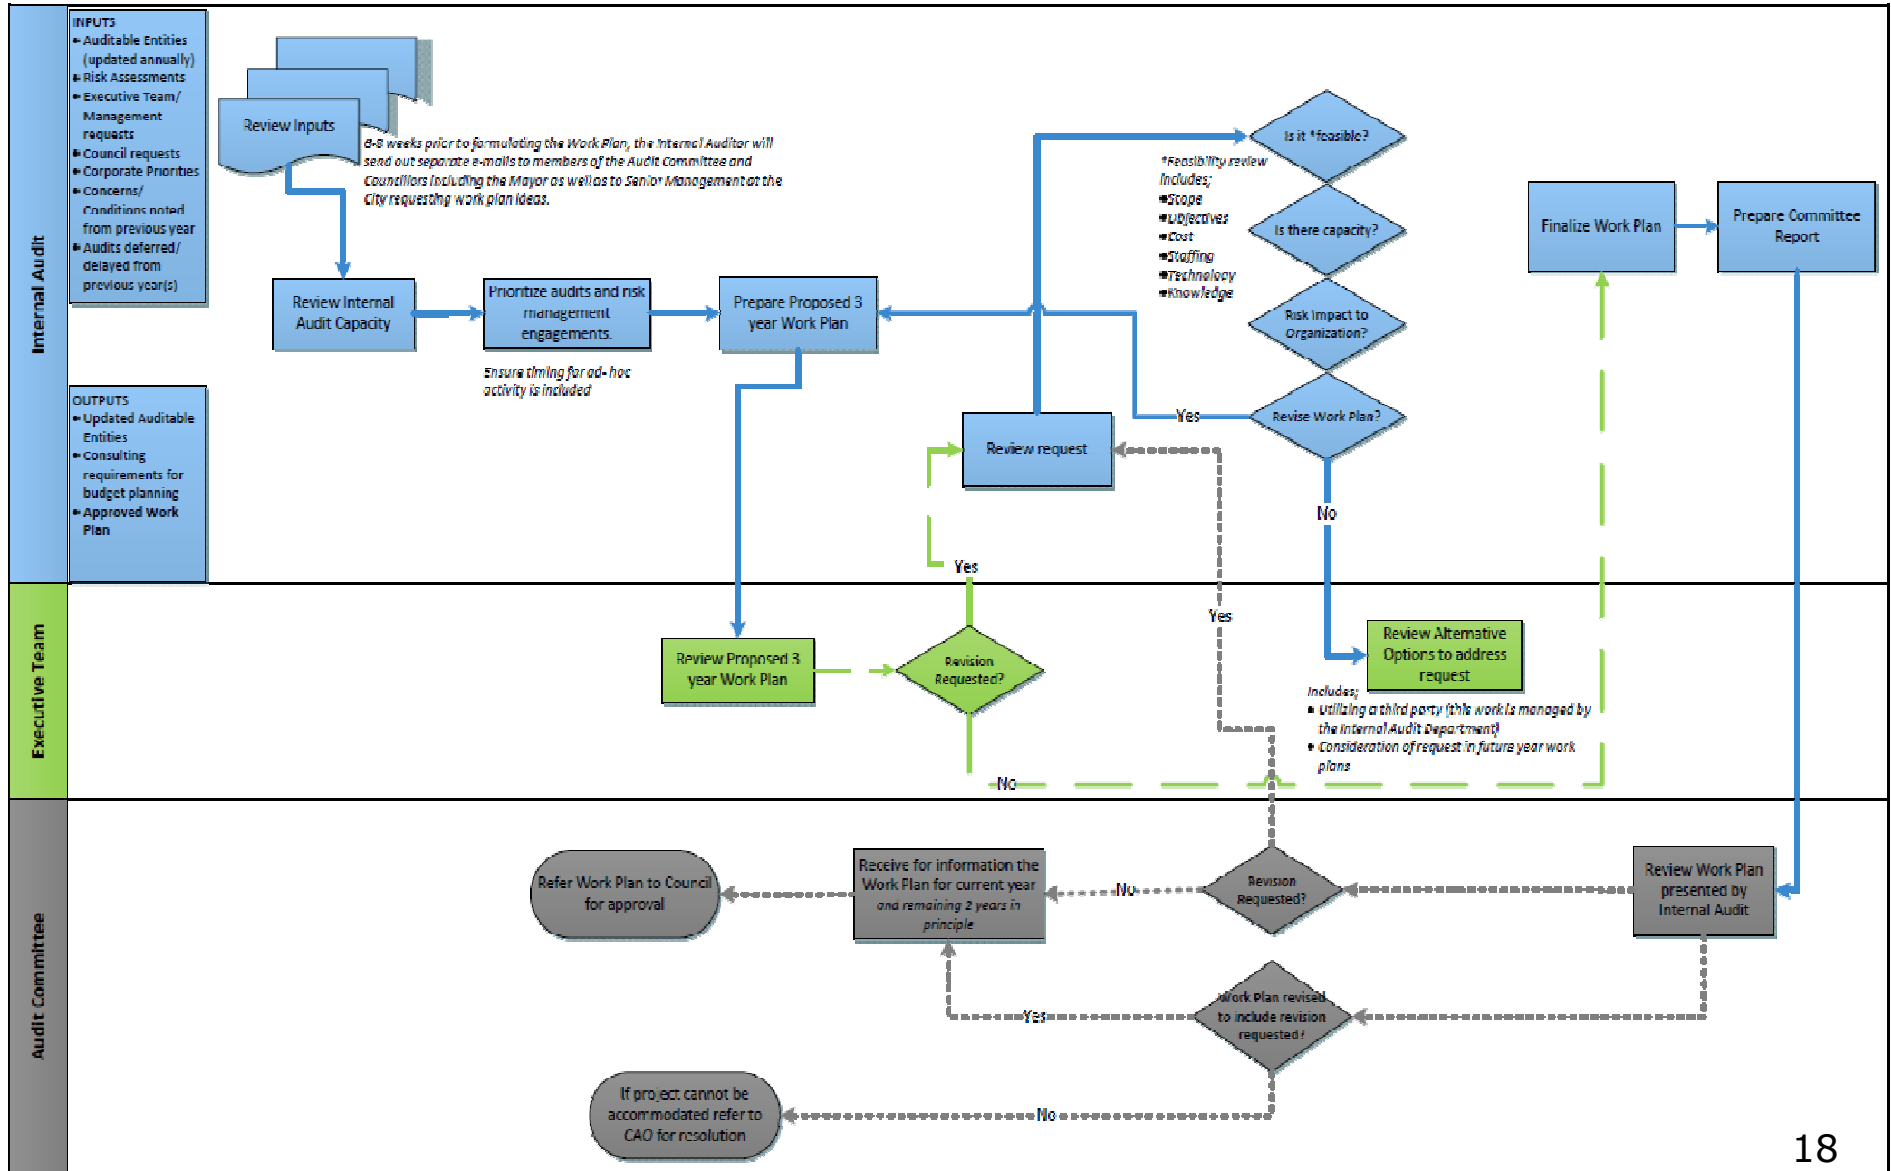 Internal Audit
INPUTS
Auditable Entities
(updated annually)
Risk Assessments
Executive Team/
Management
requests
Council requests
Corporate Priorities
Concerns/
Conditions noted
from previous year
Audits deferred/
delayed from
previous year(s)
OUTPUTS
Updated Auditable
Entities
Consulting
requirements for
budget planning
Approved Work
Plan
Review Inputs
6-8 weeks prior to formulating the Work Plan, the Internal Auditor will
send out separate e-mails to members of the Audit Committee and
Councillors including the Mayor as well as to Senior Management at the
City requesting work plan ideas.
Review Internal
Audit Capacity
Prioritize audits and risk
management
engagements.
Ensure timing for ad- hoc
activity is included
Prepare Proposed 3
year Work Plan
Review request
Is it *feasible?
*Feasibility review
includes;
Scope
Objectives
Cost
Staffing
Technology
Knowledge
Is there capacity?
Risk impact to
Organization?
Revise Work Plan?
Yes
No
Finalize Work Plan
Prepare Committee
Report
Executive Team
Review Proposed 3
year Work Plan
Revision
Requested?
Yes
No
Yes
Review Alternative
Options to address
request
Includes;
Utilizing a third party (this work is managed by
the Internal Audit Department)
Consideration of request in future year work
plans
Audit Committee
Refer Work Plan to Council
for approval
Receive for information the
Work Plan for current year
and remaining 2 years in
principle
No
Revision
Requested?
Review Work Plan
presented by
Internal Audit
Yes
Work Plan revised
to include revision
requested?
If project cannot be
accommodated refer to
CAO for resolution
No
18